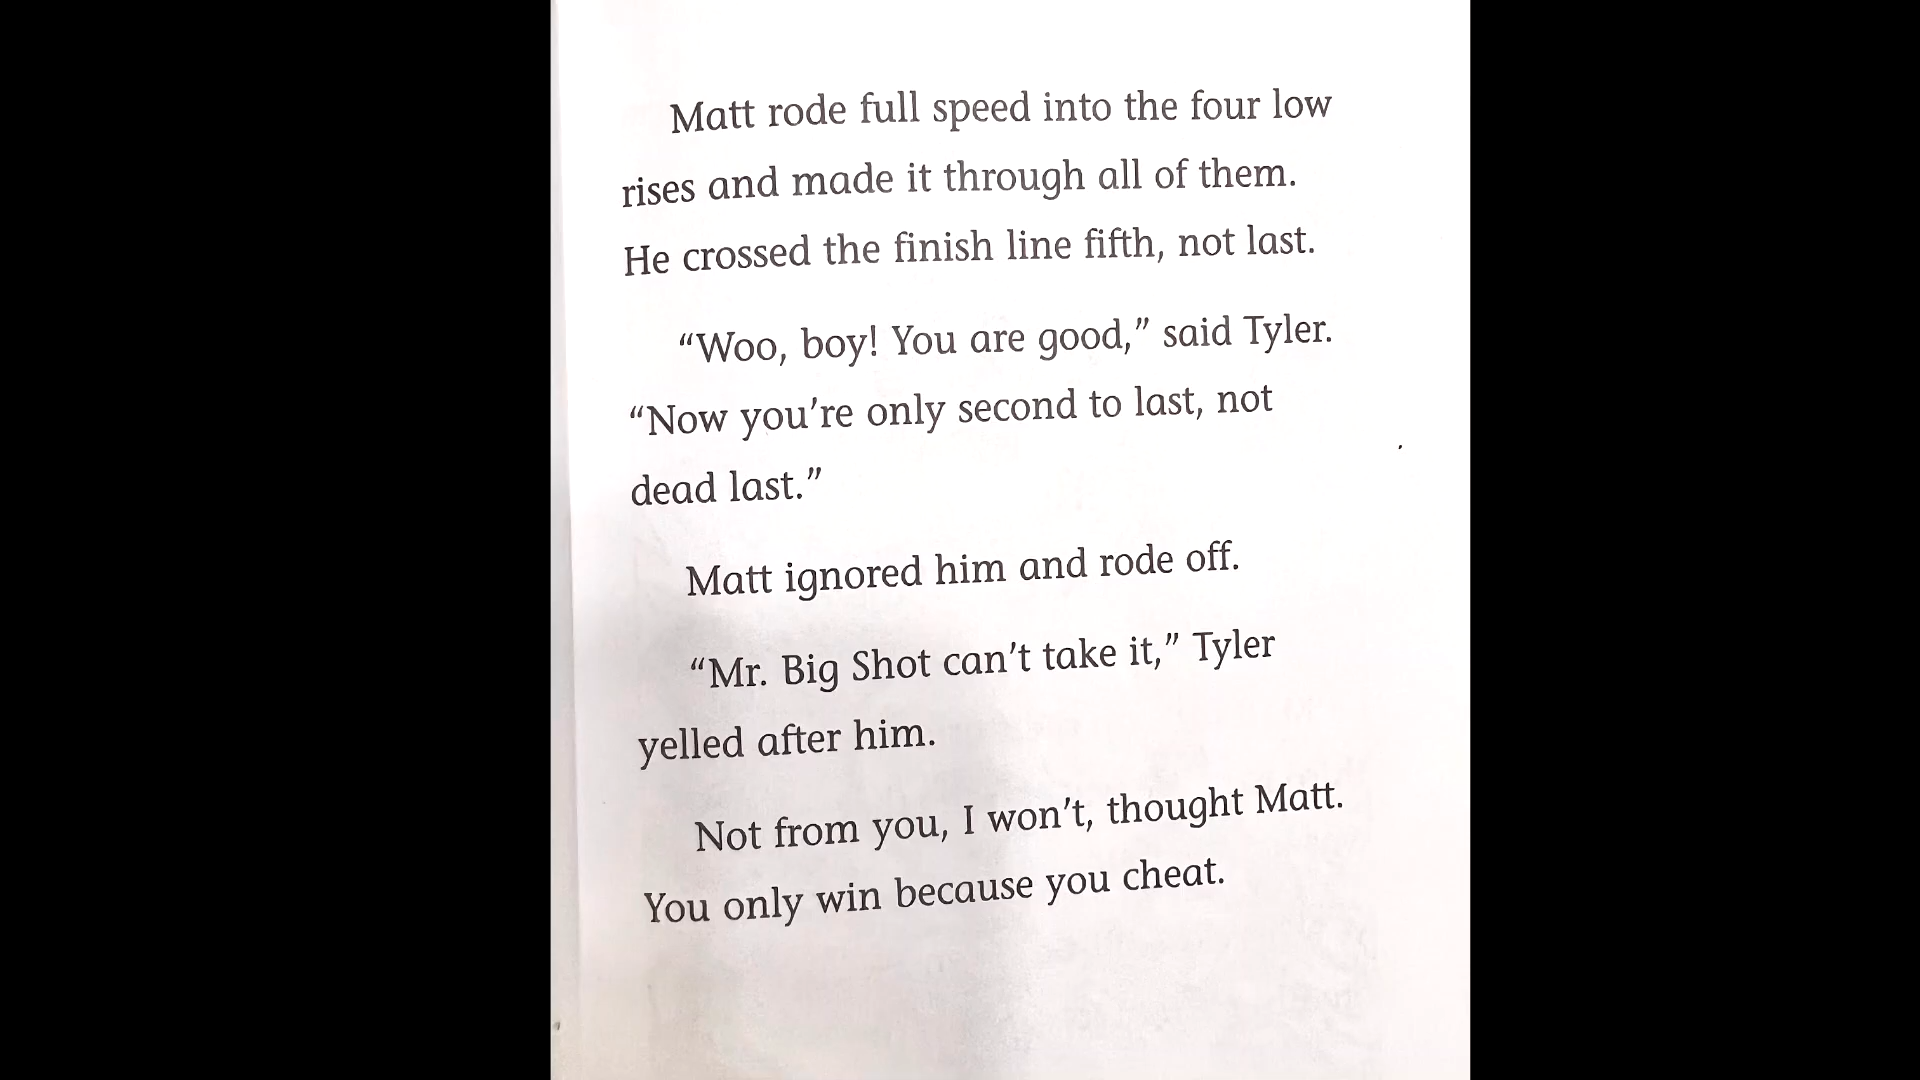 Matt rode full speed into the four low
rises and made it through all of them.
He crossed the finish line fifth, not last.
“Woo, boy! You are good,” said Tyler.
“Now you’re only second to last, not
dead last.”
Matt ignored him and rode off.
“Mr. Big Shot can’t take it,” Tyler
yelled after him.
Not from you, I won’t, thought Matt.
You only win because you cheat.